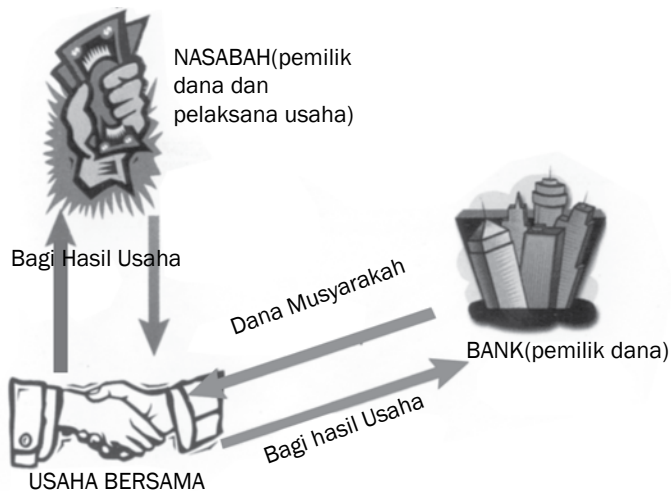 NASABAH(pemilik
dana dan
pelaksana usaha)
Bagi Hasil Usaha
Dana Musyarakah
BANK(pemilik dana)
Bagi hasil Usaha
USAHA BERSAMA